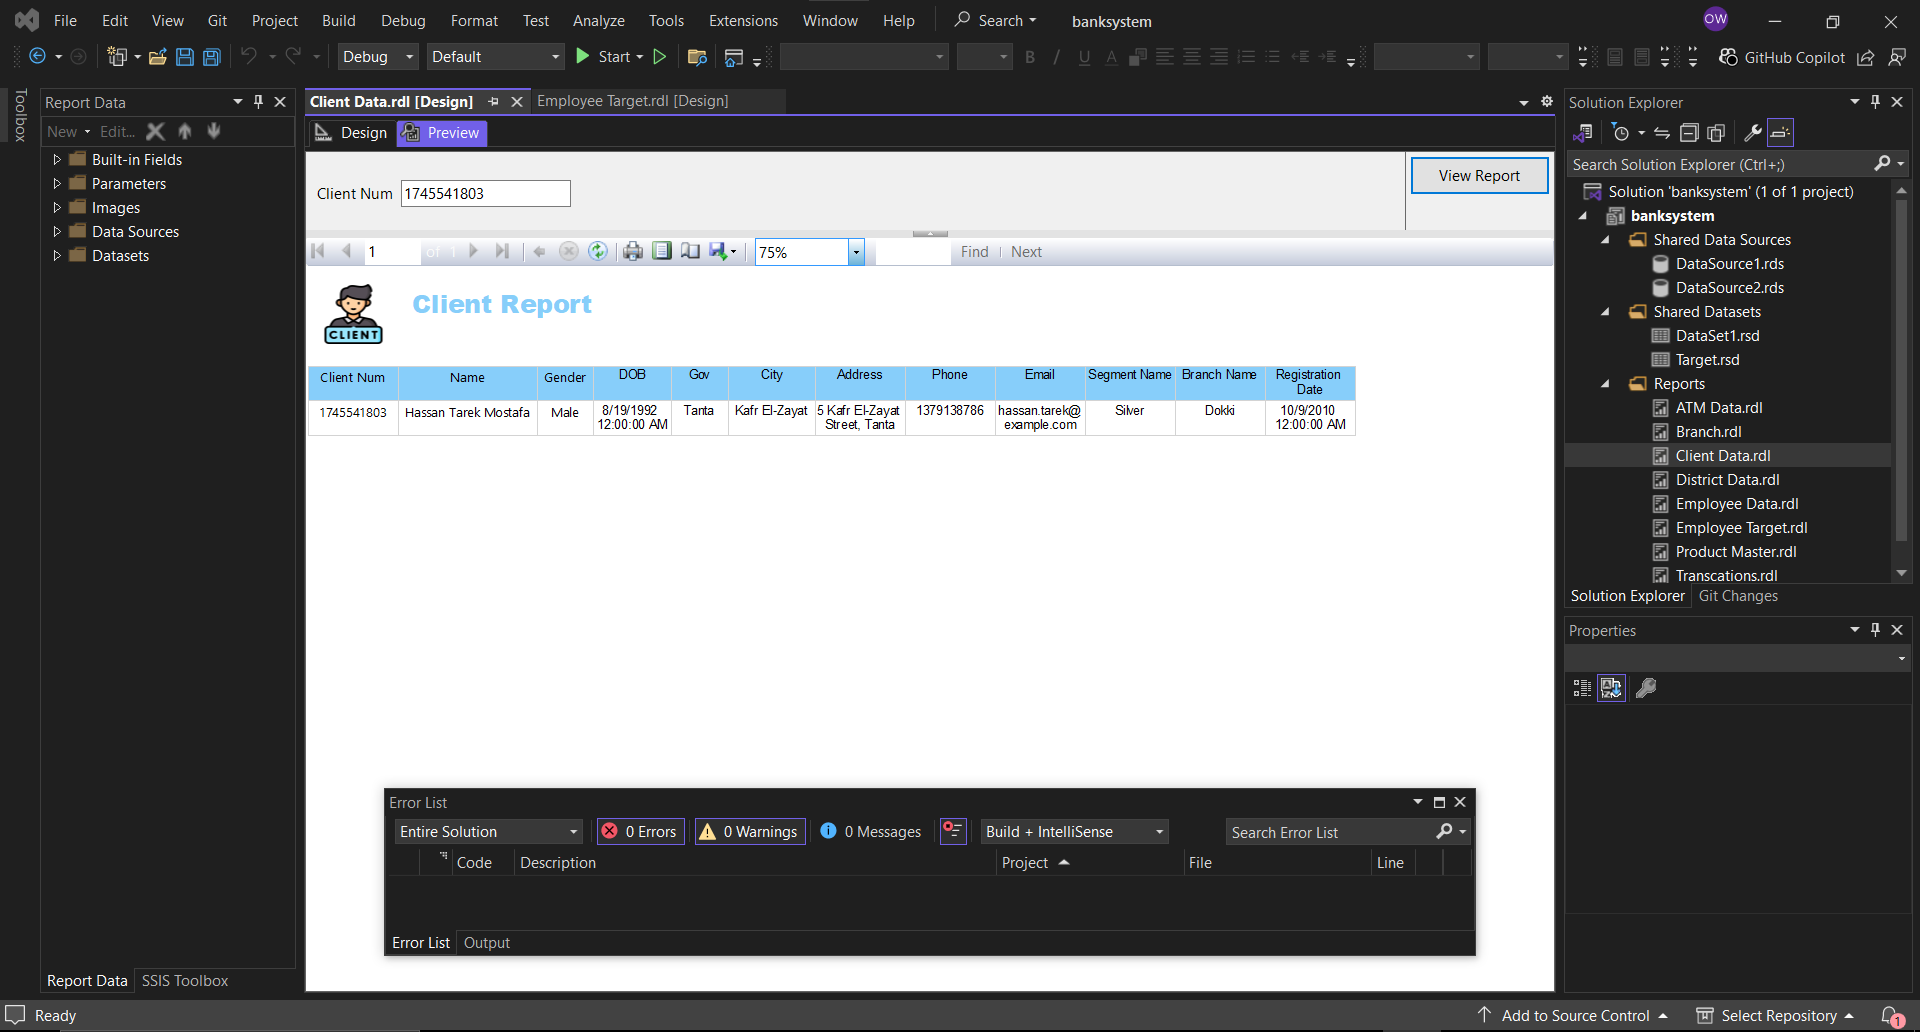 File Edit View Git Project Build Debug Format Test Analyze Tools Extensions Window Help Search banksystem OW
Debug Default Start GitHub Copilot
Toolbox
Report Data
New Edit...
Built-in Fields
Parameters
Images
Data Sources
Datasets
Report Data SSIS Toolbox
Client Data.rdl [Design] Employee Target.rdl [Design]
Design Preview
Client Num 1745541803 View Report
1 of 1 75% Find Next
CLIENT
Client Report
Client Num Name Gender DOB Gov City Address Phone Email Segment Name Branch Name Registration
Date
1745541803 Hassan Tarek Mostafa Male 8/19/1992 Tanta Kafr El-Zayat 5 Kafr El-Zayat 1379138786 hassan.tarek@ Silver Dokki 10/9/2010
12:00:00 AM Street, Tanta example.com 12:00:00 AM
Error List
Entire Solution 0 Errors 0 Warnings 0 Messages Build + IntelliSense Search Error List
Code Description Project File Line
Error List Output
Solution Explorer
Search Solution Explorer (Ctrl+;)
Solution 'banksystem' (1 of 1 project)
banksystem
Shared Data Sources
DataSource1.rds
DataSource2.rds
Shared Datasets
DataSet1.rsd
Target.rsd
Reports
ATM Data.rdl
Branch.rdl
Client Data.rdl
District Data.rdl
Employee Data.rdl
Employee Target.rdl
Product Master.rdl
Transcations.rdl
Solution Explorer Git Changes
Properties
Ready Add to Source Control Select Repository 1